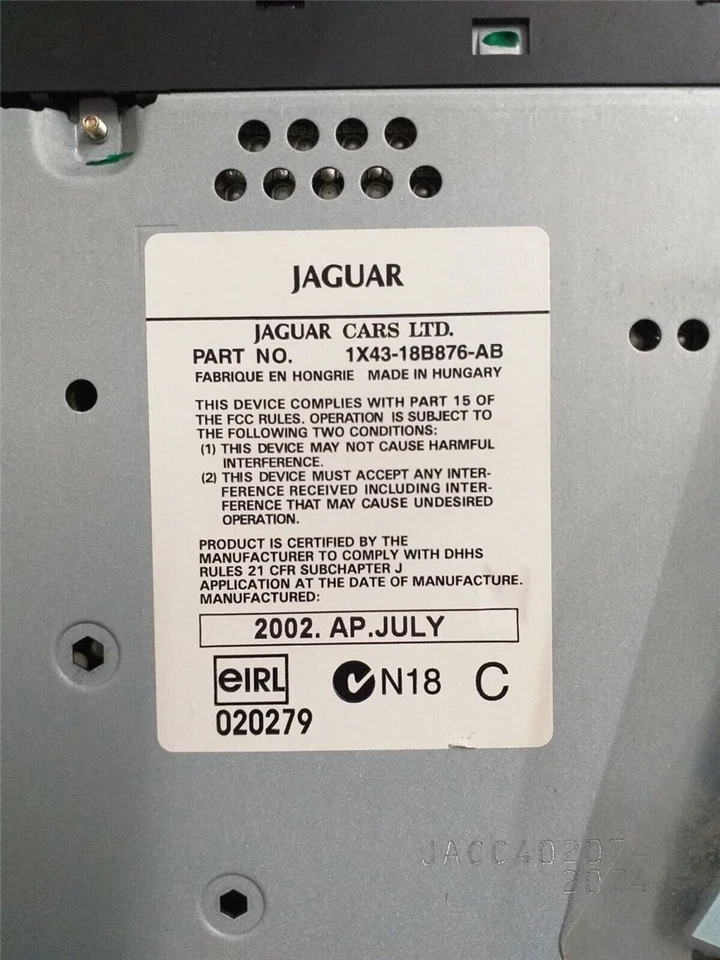 JAGUAR
JAGUAR CARS LTD.
PART NO. 1X43-18B876-AB
FABRIQUE EN HONGRIE MADE IN HUNGARY
THIS DEVICE COMPLIES WITH PART 15 OF
THE FCC RULES. OPERATION IS SUBJECT TO
THE FOLLOWING TWO CONDITIONS:
(1) THIS DEVICE MAY NOT CAUSE HARMFUL
INTERFERENCE.
(2) THIS DEVICE MUST ACCEPT ANY INTER-
FERENCE RECEIVED INCLUDING INTER-
FERENCE THAT MAY CAUSE UNDESIRED
OPERATION.
PRODUCT IS CERTIFIED BY THE
MANUFACTURER TO COMPLY WITH DHHS
RULES 21 CFR SUBCHAPTER J
APPLICATION AT THE DATE OF MANUFACTURE.
MANUFACTURED:
2002. AP.JULY
eIRL N18 C
020279
JACC40207-
2074